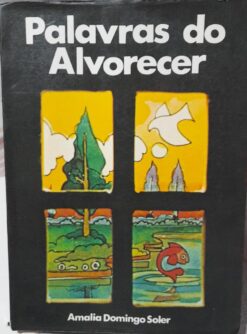 Palavras do
Alvorecer
Amalia Domingo Soler